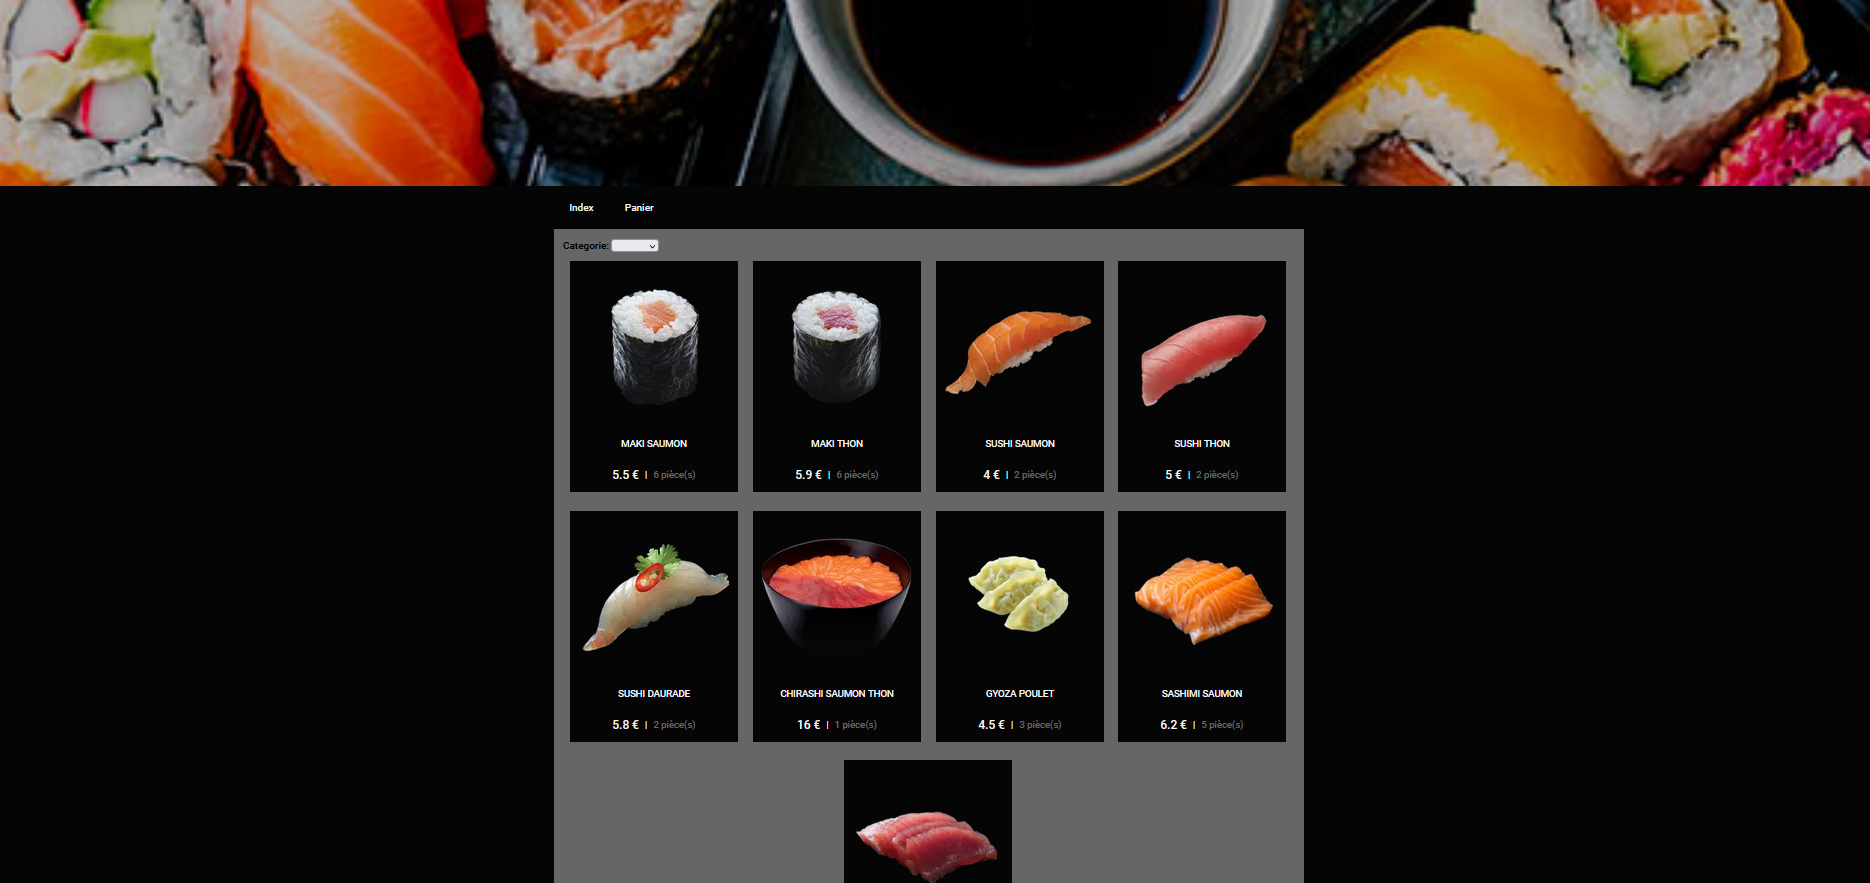 Index Panier
Categorie:
MAKI SAUMON
5.5 € | 6 pièce(s)
MAKI THON
5.9 € | 6 pièce(s)
SUSHI SAUMON
4 € | 2 pièce(s)
SUSHI THON
5 € | 2 pièce(s)
SUSHI DAURADE
5.8 € | 2 pièce(s)
CHIRASHI SAUMON THON
16 € | 1 pièce(s)
GYOZA POULET
4.5 € | 3 pièce(s)
SASHIMI SAUMON
6.2 € | 5 pièce(s)